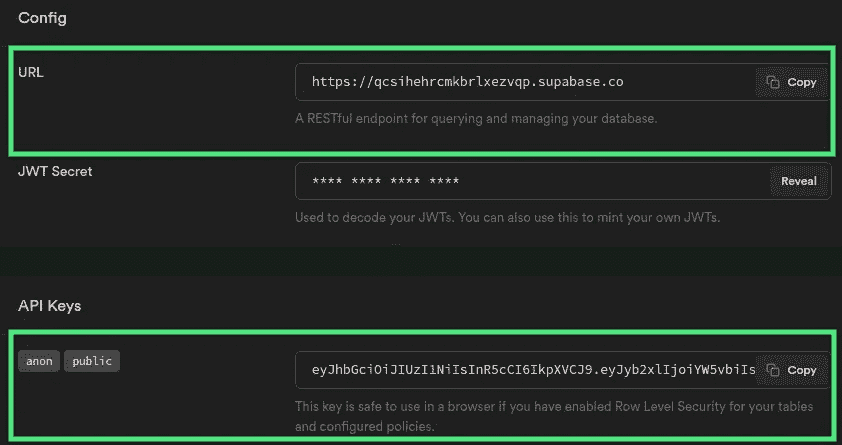 Config
URL
https://qcsihehrcmkbrlxezvqp.supabase.co
Copy
A RESTful endpoint for querying and managing your database.
JWT Secret
**** **** **** ****
Reveal
Used to decode your JWTs. You can also use this to mint your own JWTs.
API Keys
anon public
eyJhbGciOiJIUzI1NiIsInR5cCI6IkpXVCJ9.eyJyb2xlIjoiYW5vbiIs
Copy
This key is safe to use in a browser if you have enabled Row Level Security for your tables
and configured policies.